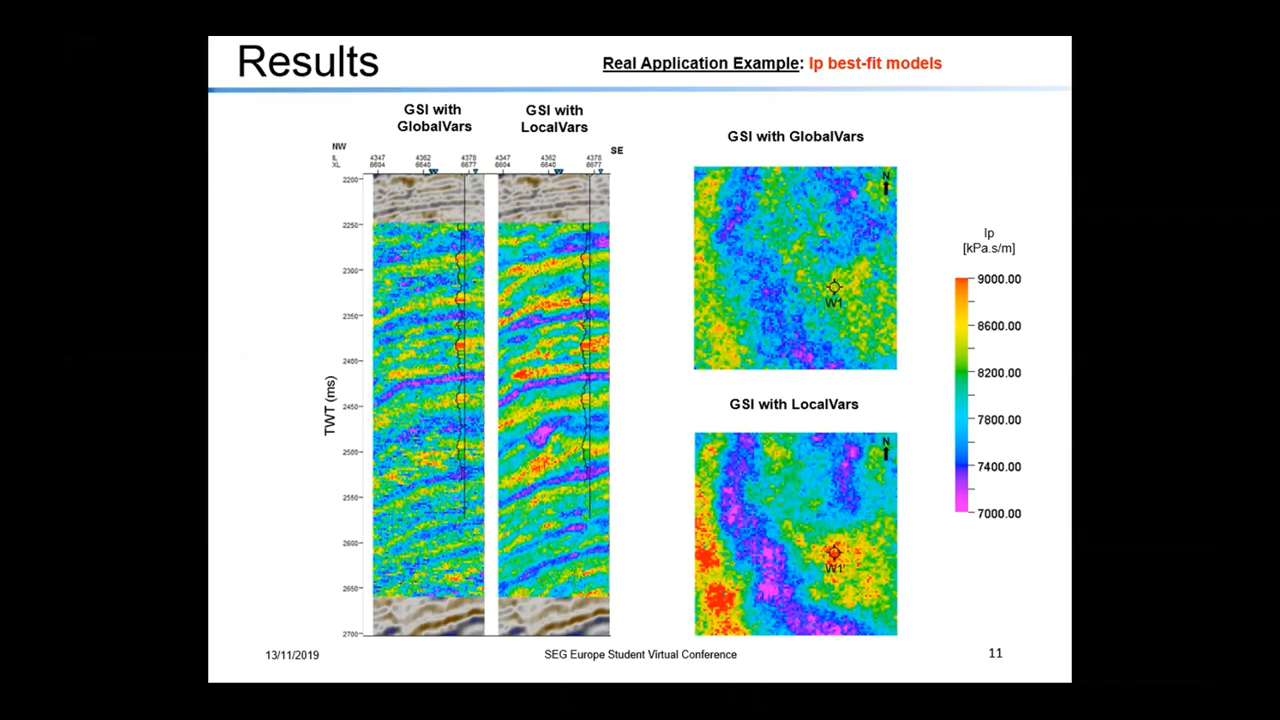 Results
Real Application Example: Ip best-fit models
GSI with
GlobalVars
GSI with
LocalVars
NW
SE
IL
XL
4347
6604
4362
6640
4378
6677
4347
6604
4362
6640
4378
6677
TWT (ms)
2200
2250
2300
2350
2400
2450
2500
2550
2600
2650
2700
GSI with GlobalVars
N
W1
GSI with LocalVars
N
W1
Ip
[kPa.s/m]
9000.00
8600.00
8200.00
7800.00
7400.00
7000.00
13/11/2019
SEG Europe Student Virtual Conference
11